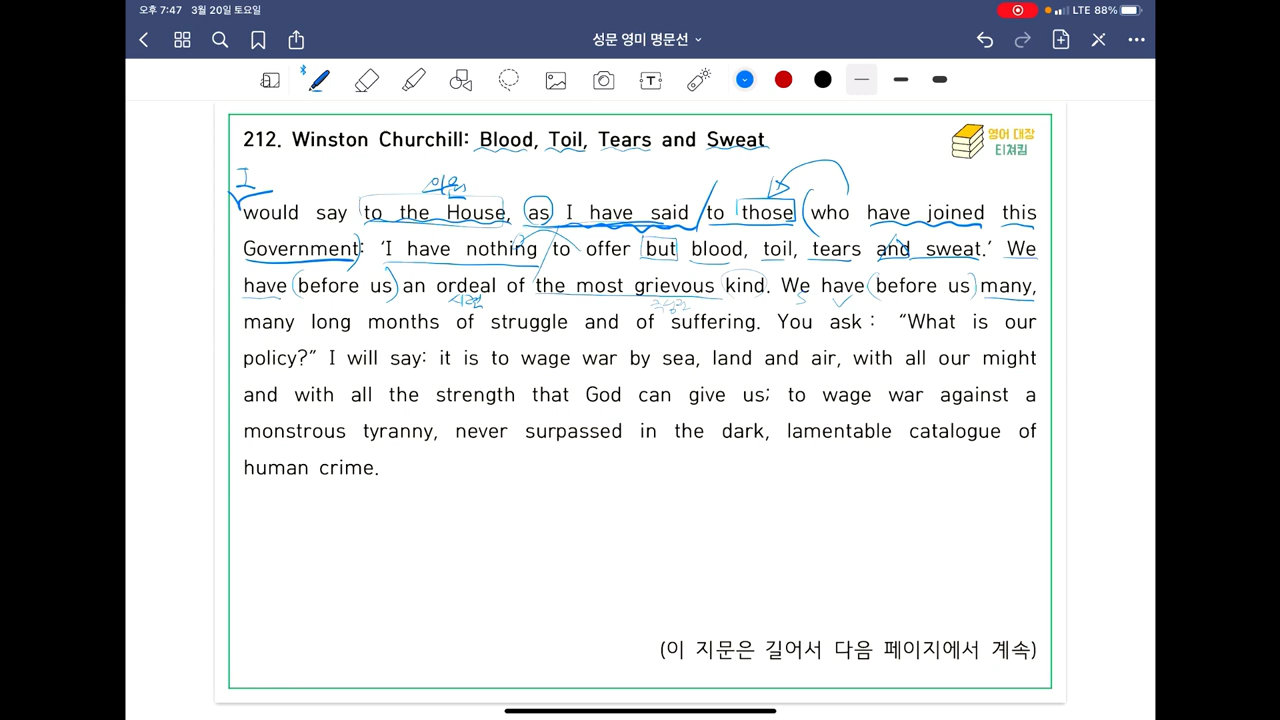 오후 7:47 3월 20일 토요일
LTE 88%
성문 영미 명문선
212. Winston Churchill: Blood, Toil, Tears and Sweat
영어 대장
티쳐킴
I
의원
would say to the House, as I have said to those who have joined this
Government: 'I have nothing to offer but blood, toil, tears and sweat.' We
have before us an ordeal of the most grievous kind. We have before us many,
시련
S V
many long months of struggle and of suffering. You ask : "What is our
policy?" I will say: it is to wage war by sea, land and air, with all our might
and with all the strength that God can give us; to wage war against a
monstrous tyranny, never surpassed in the dark, lamentable catalogue of
human crime.
(이 지문은 길어서 다음 페이지에서 계속)